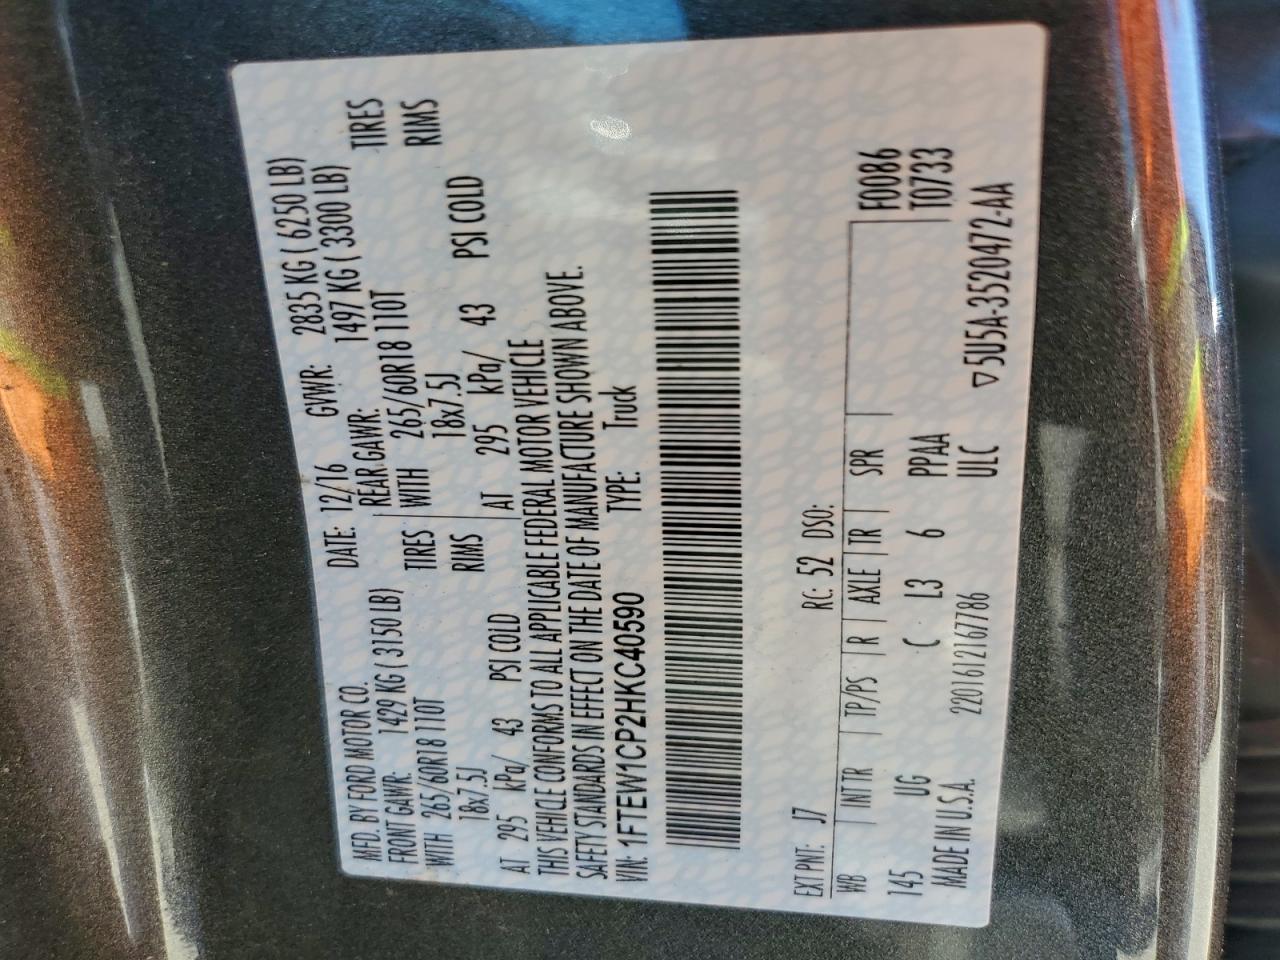 MFD. BY FORD MOTOR CO. DATE: 12/16 GVWR: 2835 KG ( 6250 LB)
FRONT GAWR: 1429 KG ( 3150 LB) REAR GAWR: 1497 KG ( 3300 LB)
WITH 265/60R18 110T TIRES WITH 265/60R18 110T TIRES
18x7.5J RIMS 18x7.5J RIMS
AT 295 kPa/ 43 PSI COLD AT 295 kPa/ 43 PSI COLD
THIS VEHICLE CONFORMS TO ALL APPLICABLE FEDERAL MOTOR VEHICLE
SAFETY STANDARDS IN EFFECT ON THE DATE OF MANUFACTURE SHOWN ABOVE.
VIN: 1FTEW1CP2HKC40590 TYPE: Truck
EXT PNT: J7 RC: 52 DSO:
WB INTR TP/PS R AXLE TR SPR F0086
145 UG C L3 6 PPAA T0733
MADE IN U.S.A. 220161216T786 ULC ▽5U5A-3520472-AA